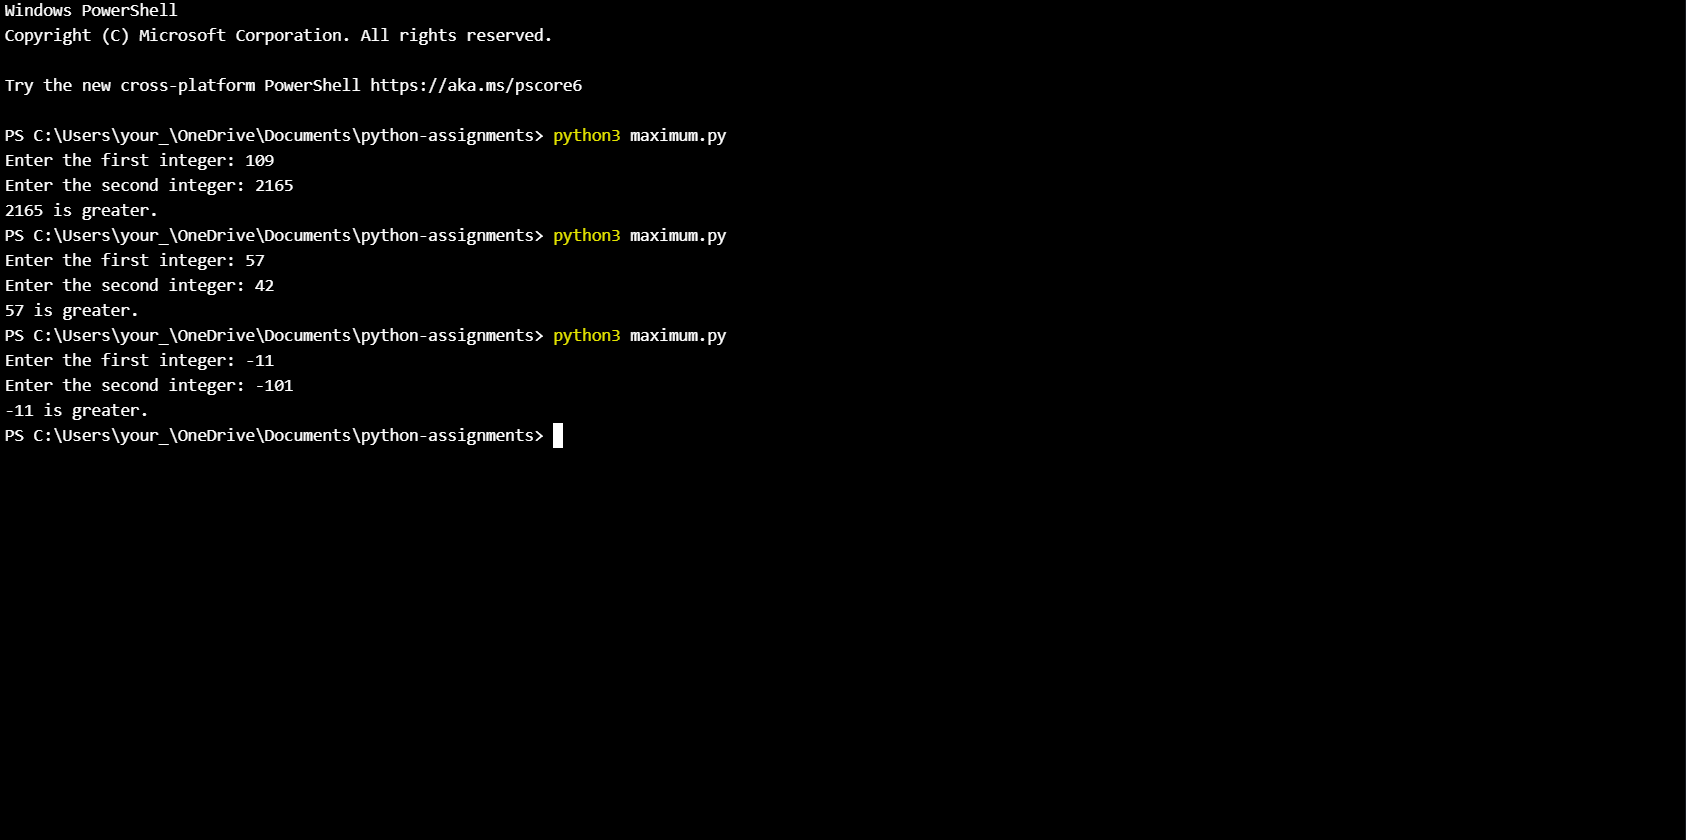 Windows PowerShell
Copyright (C) Microsoft Corporation. All rights reserved.
Try the new cross-platform PowerShell https://aka.ms/pscore6
PS C:\Users\your_\OneDrive\Documents\python-assignments> python3 maximum.py
Enter the first integer: 109
Enter the second integer: 2165
2165 is greater.
PS C:\Users\your_\OneDrive\Documents\python-assignments> python3 maximum.py
Enter the first integer: 57
Enter the second integer: 42
57 is greater.
PS C:\Users\your_\OneDrive\Documents\python-assignments> python3 maximum.py
Enter the first integer: -11
Enter the second integer: -101
-11 is greater.
PS C:\Users\your_\OneDrive\Documents\python-assignments>